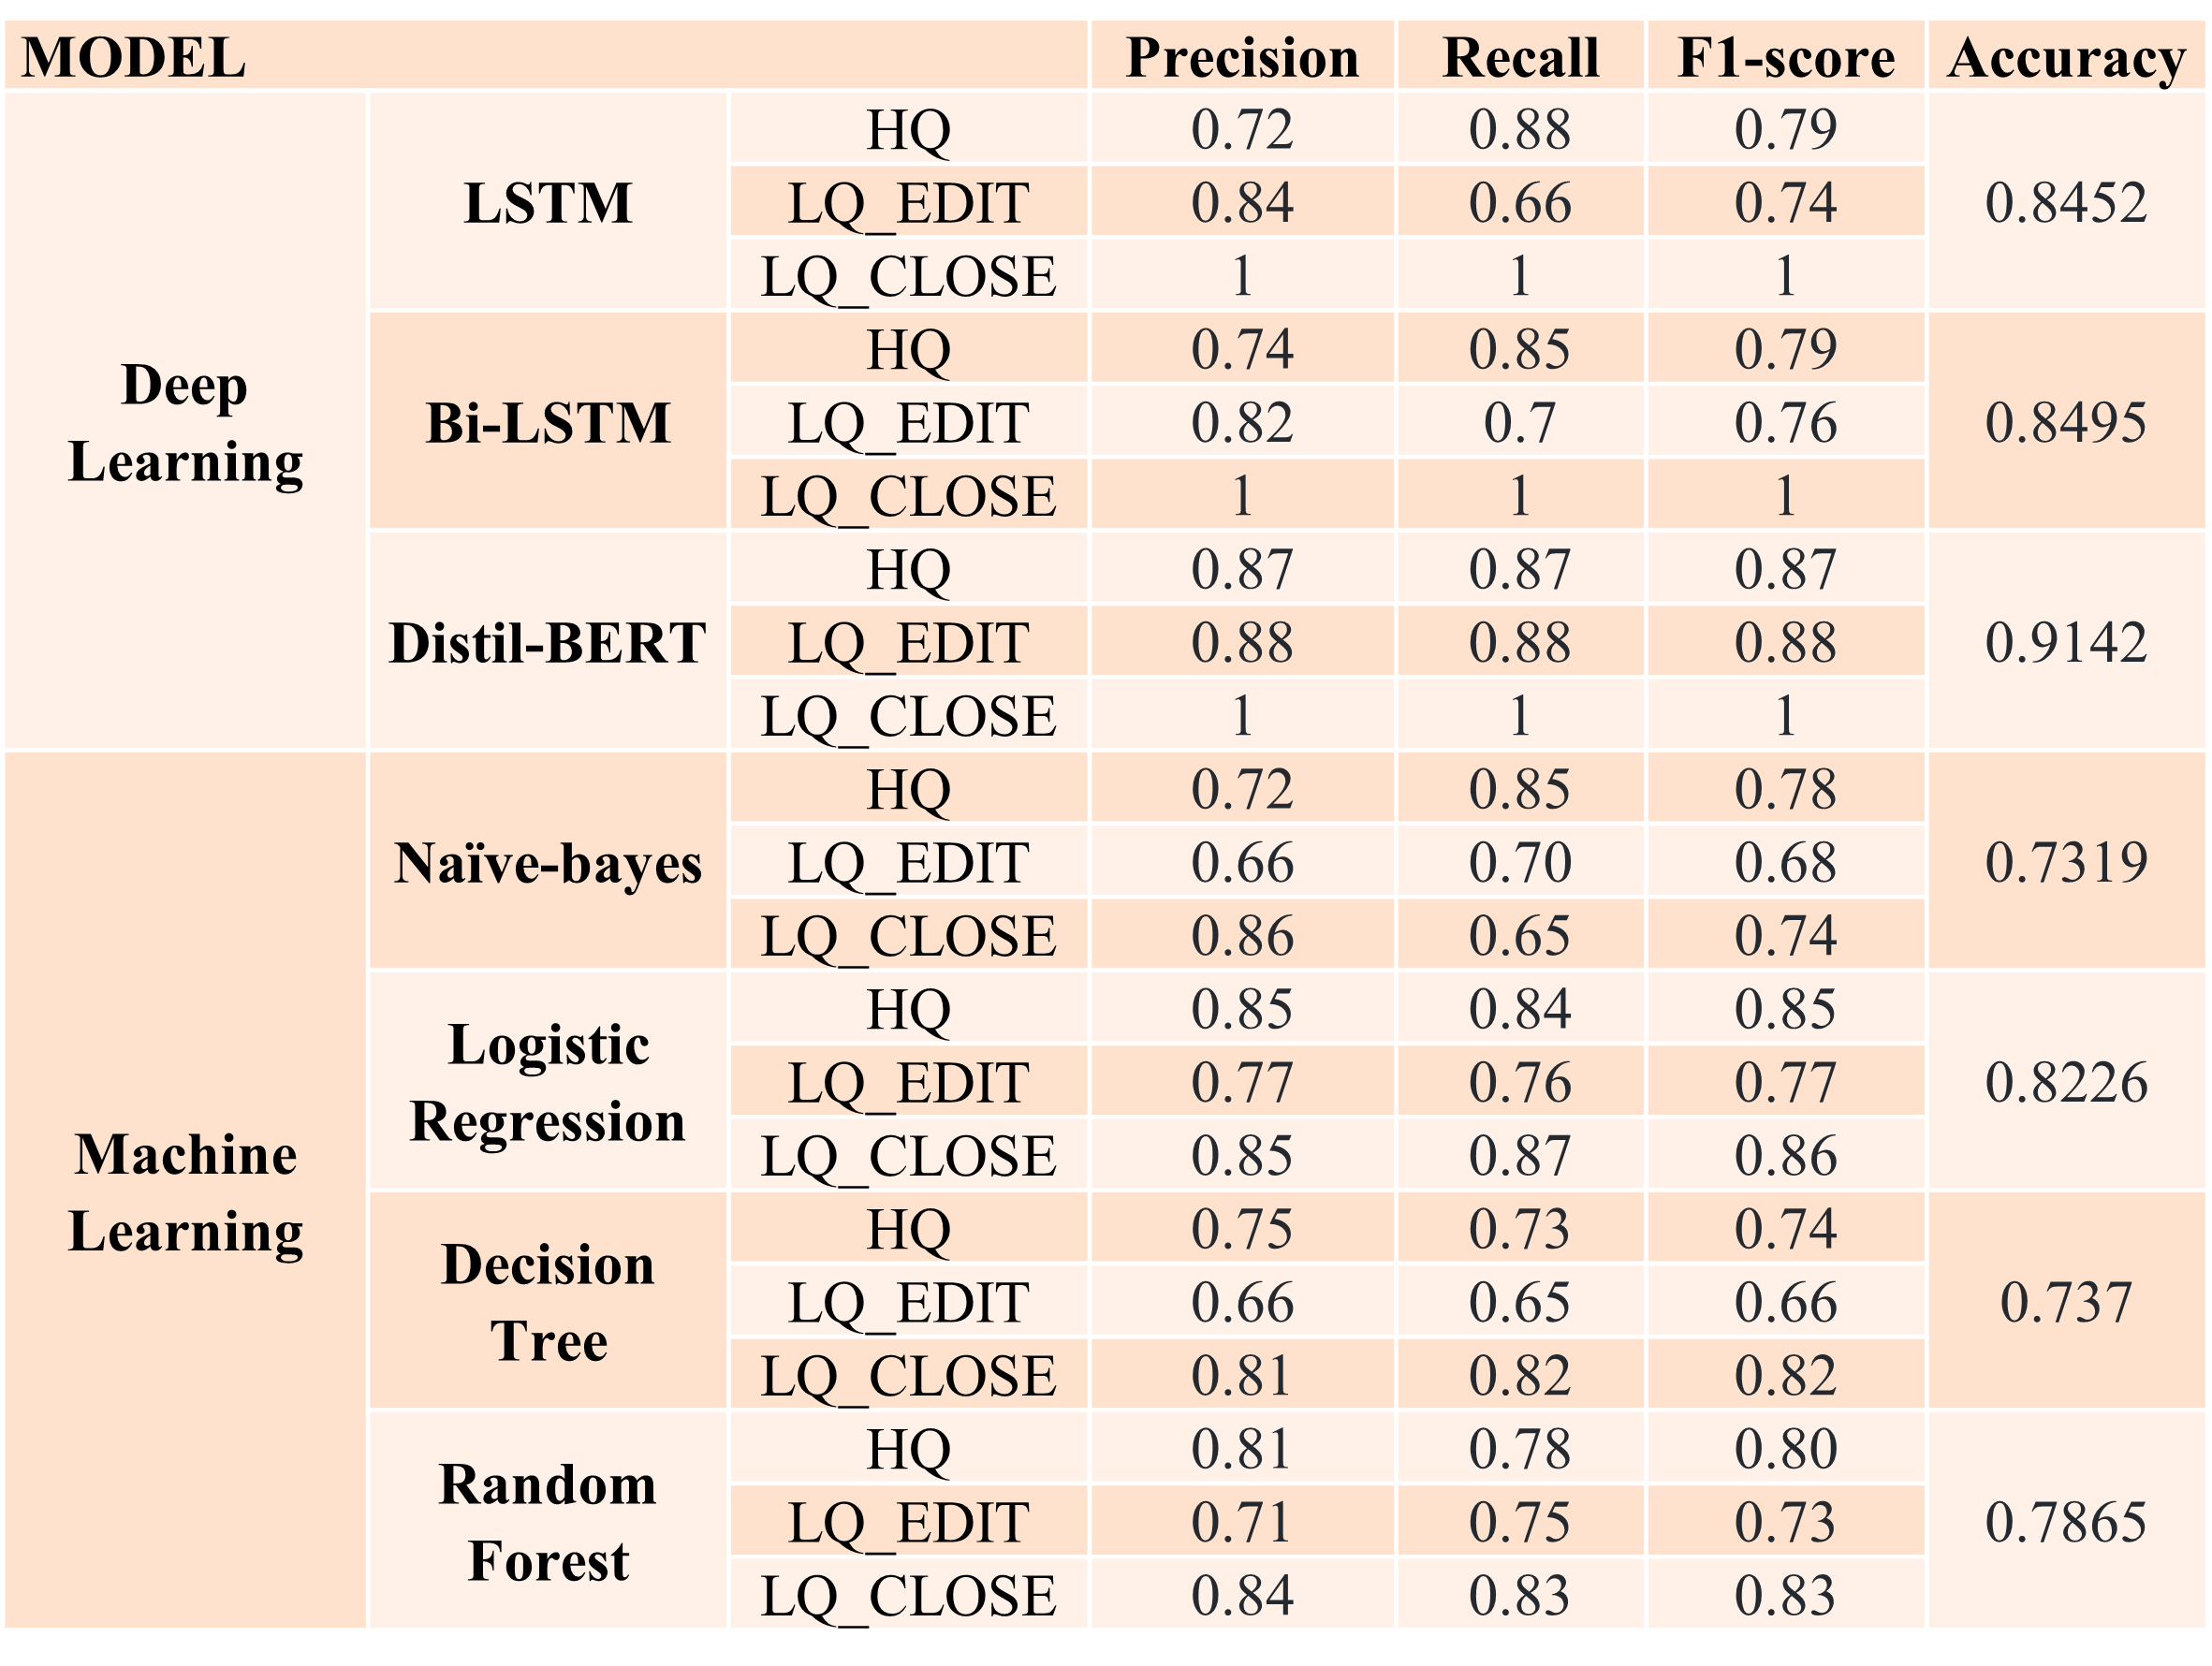 MODEL Precision Recall F1-score Accuracy
Deep Learning LSTM HQ 0.72 0.88 0.79 0.8452
LQ_EDIT 0.84 0.66 0.74
LQ_CLOSE 1 1 1
Bi-LSTM HQ 0.74 0.85 0.79 0.8495
LQ_EDIT 0.82 0.7 0.76
LQ_CLOSE 1 1 1
Distil-BERT HQ 0.87 0.87 0.87 0.9142
LQ_EDIT 0.88 0.88 0.88
LQ_CLOSE 1 1 1
Machine Learning Naïve-bayes HQ 0.72 0.85 0.78 0.7319
LQ_EDIT 0.66 0.70 0.68
LQ_CLOSE 0.86 0.65 0.74
Logistic Regression HQ 0.85 0.84 0.85 0.8226
LQ_EDIT 0.77 0.76 0.77
LQ_CLOSE 0.85 0.87 0.86
Decision Tree HQ 0.75 0.73 0.74 0.737
LQ_EDIT 0.66 0.65 0.66
LQ_CLOSE 0.81 0.82 0.82
Random Forest HQ 0.81 0.78 0.80 0.7865
LQ_EDIT 0.71 0.75 0.73
LQ_CLOSE 0.84 0.83 0.83